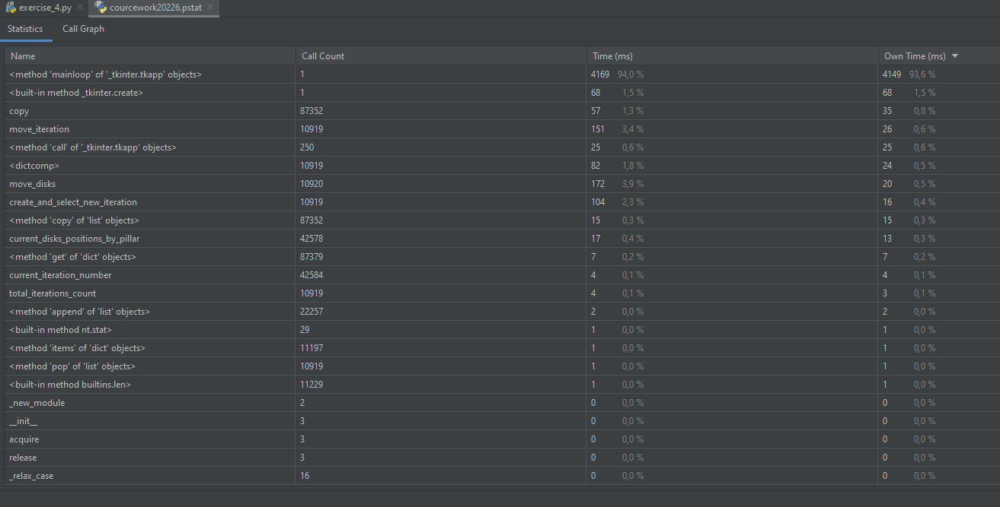 exercise_4.py courcework20226.pstat
Statistics Call Graph
Name Call Count Time (ms) Own Time (ms)
<method 'mainloop' of '_tkinter.tkapp' objects> 1 4169 94,0 % 4149 93,6 %
<built-in method _tkinter.create> 1 68 1,5 % 68 1,5 %
copy 87352 57 1,3 % 35 0,8 %
move_iteration 10919 151 3,4 % 26 0,6 %
<method 'call' of '_tkinter.tkapp' objects> 250 25 0,6 % 25 0,6 %
<dictcomp> 10919 82 1,8 % 24 0,5 %
move_disks 10920 172 3,9 % 20 0,5 %
create_and_select_new_iteration 10919 104 2,3 % 16 0,4 %
<method 'copy' of 'list' objects> 87352 15 0,3 % 15 0,3 %
current_disks_positions_by_pillar 42578 17 0,4 % 13 0,3 %
<method 'get' of 'dict' objects> 87379 7 0,2 % 7 0,2 %
current_iteration_number 42584 4 0,1 % 4 0,1 %
total_iterations_count 10919 4 0,1 % 3 0,1 %
<method 'append' of 'list' objects> 22257 2 0,0 % 2 0,0 %
<built-in method nt.stat> 29 1 0,0 % 1 0,0 %
<method 'items' of 'dict' objects> 11197 1 0,0 % 1 0,0 %
<method 'pop' of 'list' objects> 10919 1 0,0 % 1 0,0 %
<built-in method builtins.len> 11229 1 0,0 % 1 0,0 %
_new_module 2 0 0,0 % 0 0,0 %
__init__ 3 0 0,0 % 0 0,0 %
acquire 3 0 0,0 % 0 0,0 %
release 3 0 0,0 % 0 0,0 %
_relax_case 16 0 0,0 % 0 0,0 %